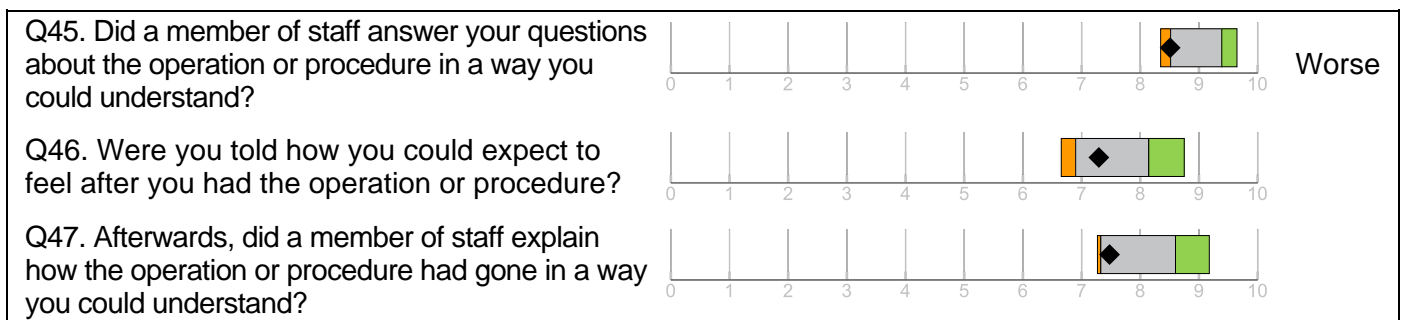 Q45. Did a member of staff answer your questions
about the operation or procedure in a way you
could understand?
0 1 2 3 4 5 6 7 8 9 10
Worse
Q46. Were you told how you could expect to
feel after you had the operation or procedure?
0 1 2 3 4 5 6 7 8 9 10
Q47. Afterwards, did a member of staff explain
how the operation or procedure had gone in a way
you could understand?
0 1 2 3 4 5 6 7 8 9 10